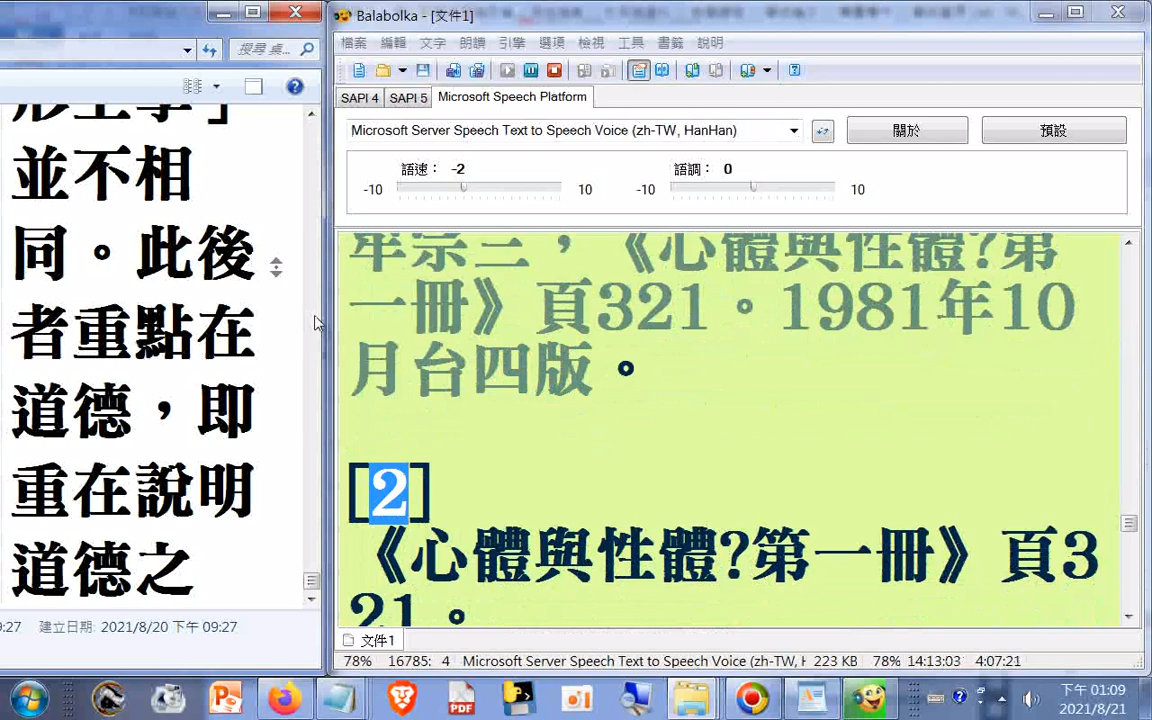 搜尋 桌...
形上學」
並不相
同。此後
者重點在
道德，即
重在說明
道德之
9:27 建立日期: 2021/8/20 下午 09:27
Balabolka - [文件1]
檔案 編輯 文字 朗讀 引擎 選項 檢視 工具 書籤 說明
SAPI 4 SAPI 5 Microsoft Speech Platform
Microsoft Server Speech Text to Speech Voice (zh-TW, HanHan) 關於 預設
語速： -2 語調： 0
-10 10 -10 10
牟宗三，《心體與性體?第
一冊》頁321。1981年10
月台四版。
[2]
《心體與性體?第一冊》頁3
21。
文件1
78% 16785: 4 Microsoft Server Speech Text to Speech Voice (zh-TW, H 223 KB 78% 14:13:03 4:07:21
下午 01:09
2021/8/21